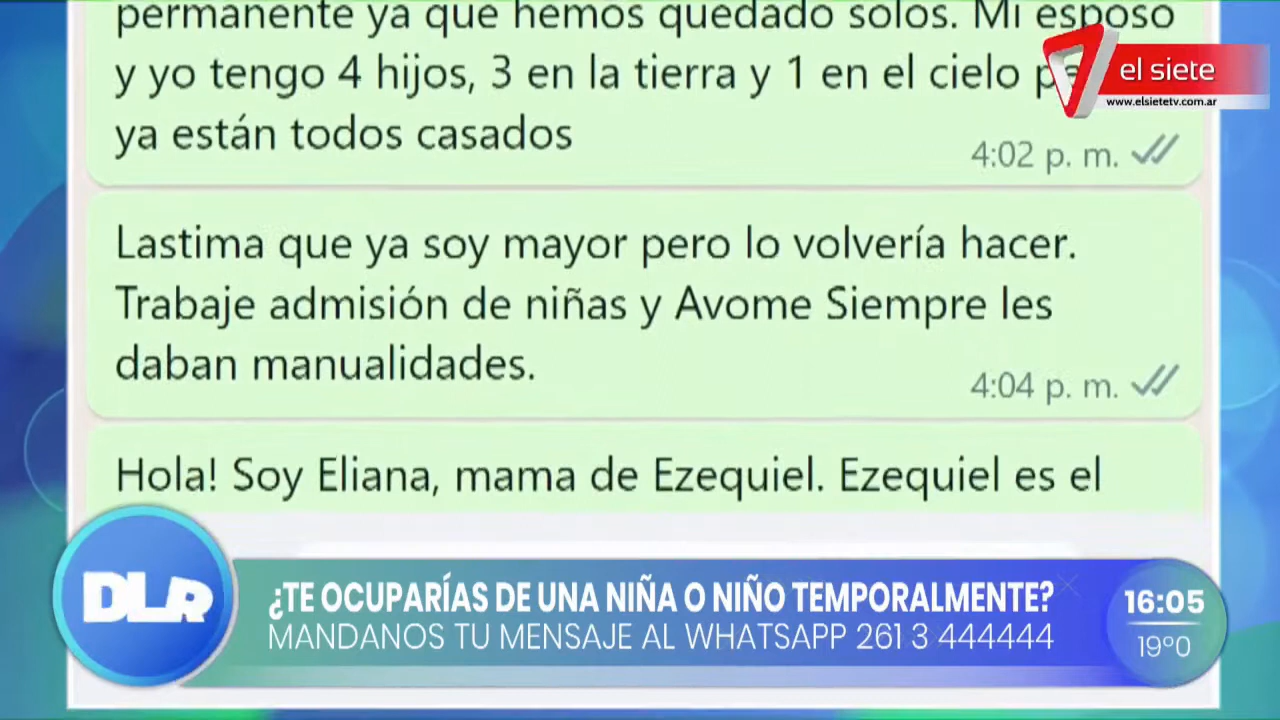 permanente ya que hemos quedado solos. Mi esposo
y yo tengo 4 hijos, 3 en la tierra y 1 en el cielo
ya están todos casados
4:02 p. m.
el siete
www.elsietetv.com.ar
Lastima que ya soy mayor pero lo volvería hacer.
Trabaje admisión de niñas y Avome Siempre les
daban manualidades.
4:04 p. m.
Hola! Soy Eliana, mama de Ezequiel. Ezequiel es el
DLR
¿TE OCUPARÍAS DE UNA NIÑA O NIÑO TEMPORALMENTE?
MANDANOS TU MENSAJE AL WHATSAPP 261 3 444444
16:05
19º0